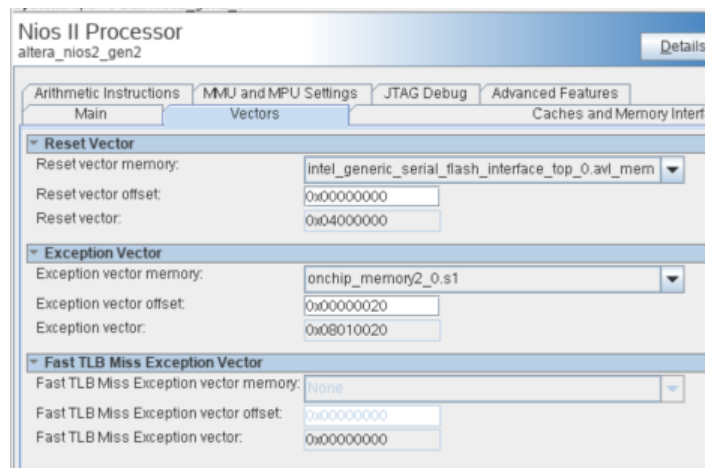 Nios II Processor
altera_nios2_gen2
Details
Arithmetic Instructions MMU and MPU Settings JTAG Debug Advanced Features
Main Vectors Caches and Memory Interf
Reset Vector
Reset vector memory: intel_generic_serial_flash_interface_top_0.avl_mem
Reset vector offset: 0x00000000
Reset vector: 0x04000000
Exception Vector
Exception vector memory: onchip_memory2_0.s1
Exception vector offset: 0x00000020
Exception vector: 0x08010020
Fast TLB Miss Exception Vector
Fast TLB Miss Exception vector memory: None
Fast TLB Miss Exception vector offset: 0x00000000
Fast TLB Miss Exception vector: 0x00000000